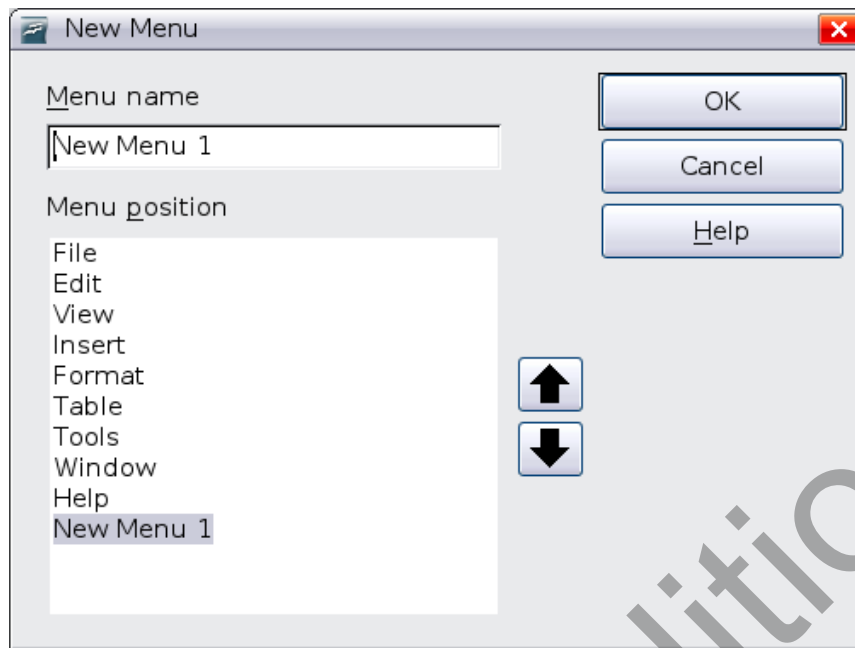 New Menu
Menu name
New Menu 1
Menu position
File
Edit
View
Insert
Format
Table
Tools
Window
Help
New Menu 1
OK
Cancel
Help